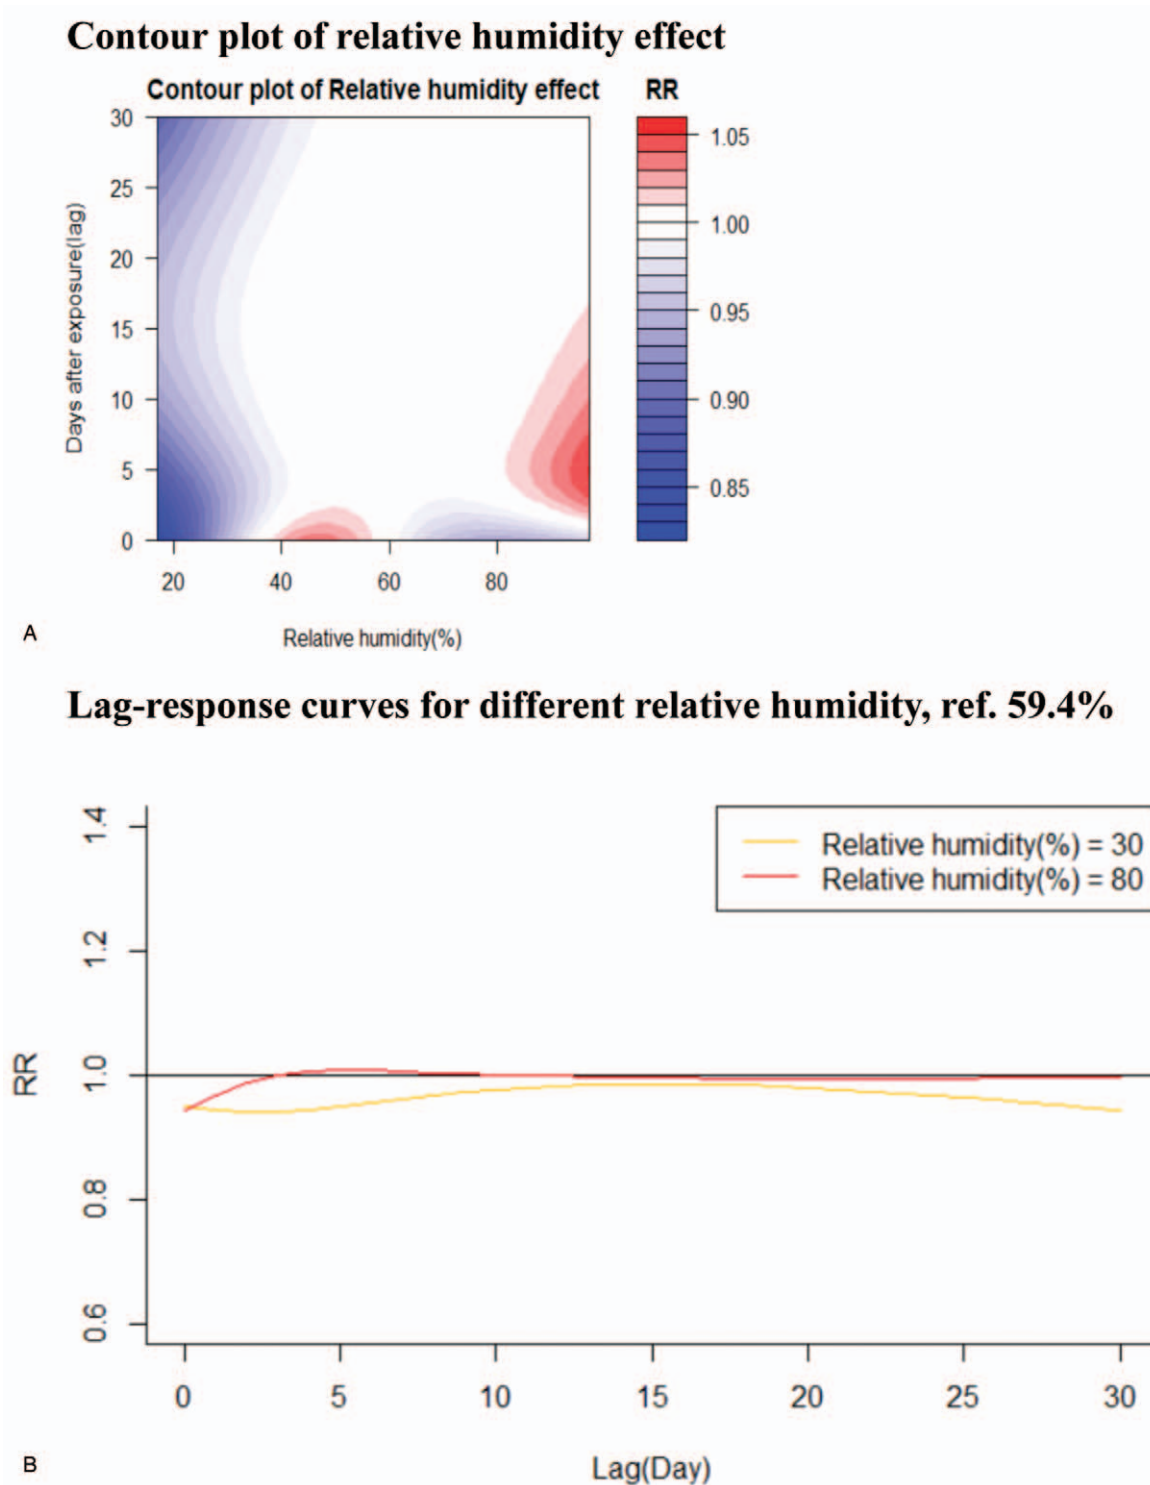 Contour plot of relative humidity effect
Contour plot of Relative humidity effect RR
30
25
20
15
10
5
0
Days after exposure(lag)
20 40 60 80
Relative humidity(%)
1.05
1.00
0.95
0.90
0.85
A
Lag-response curves for different relative humidity, ref. 59.4%
Relative humidity(%) = 30
Relative humidity(%) = 80
1.4
1.2
1.0
0.8
0.6
RR
0 5 10 15 20 25 30
Lag(Day)
B